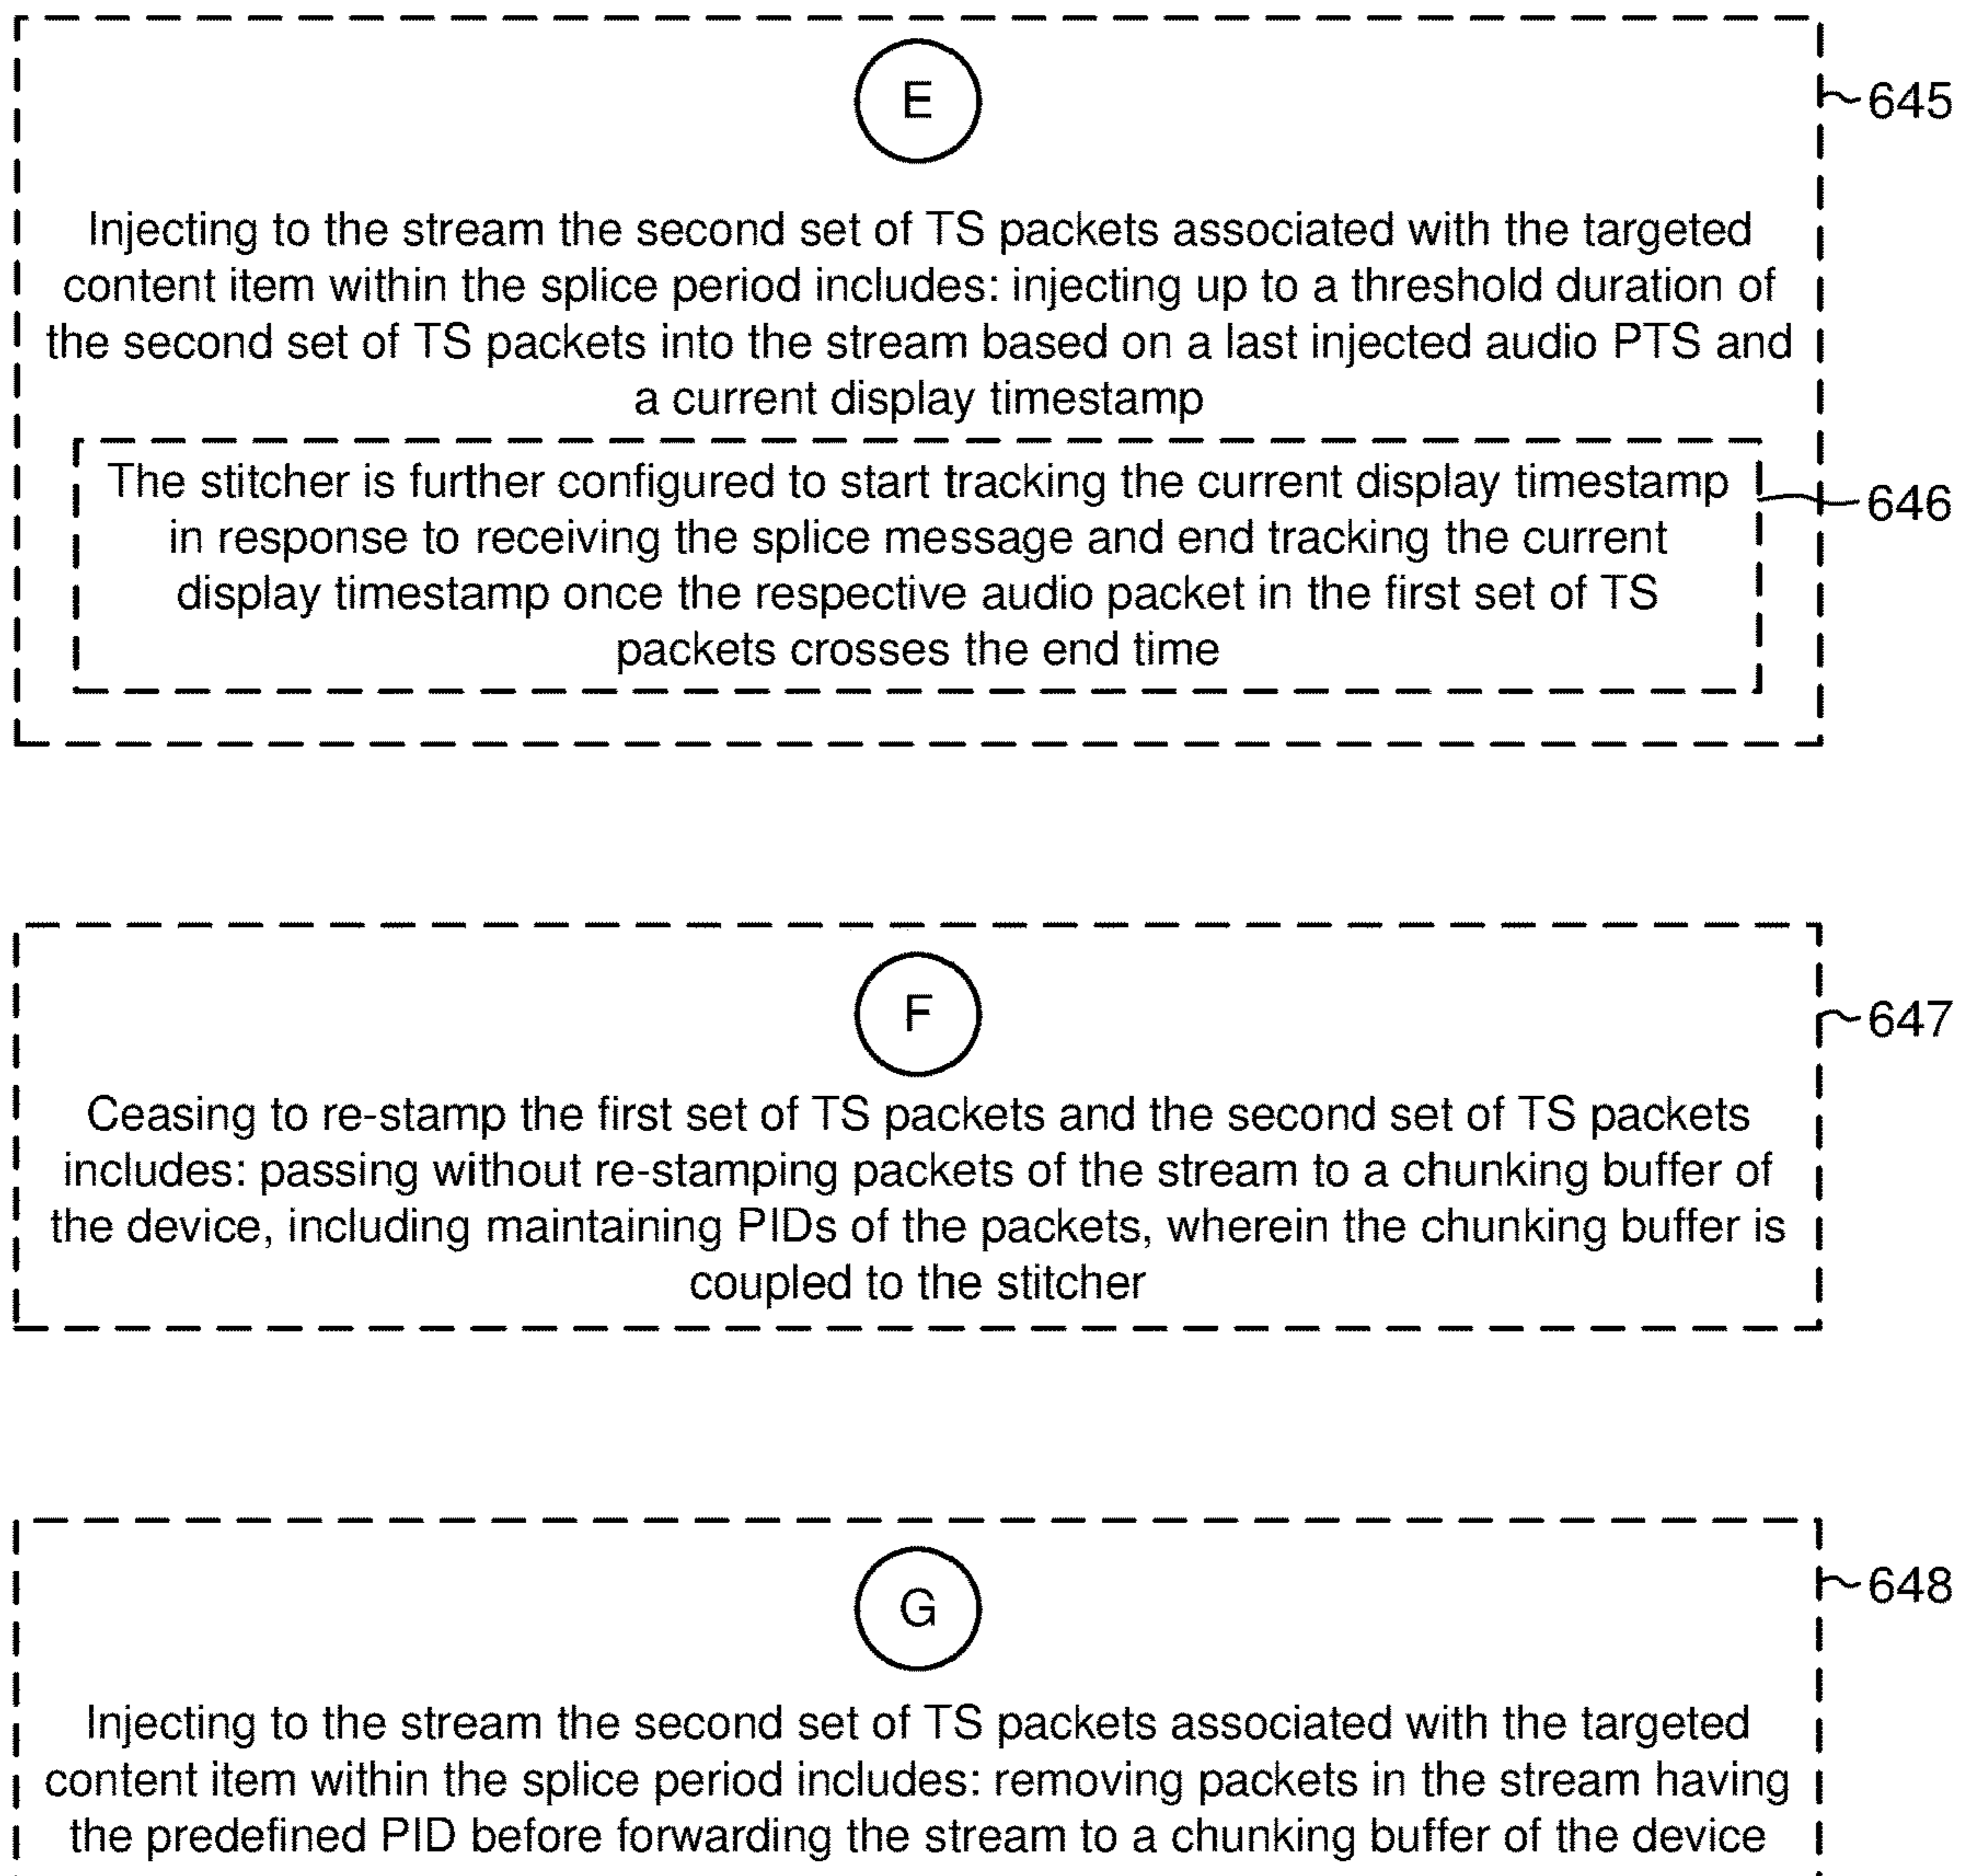 E
645
Injecting to the stream the second set of TS packets associated with the targeted
content item within the splice period includes: injecting up to a threshold duration of
the second set of TS packets into the stream based on a last injected audio PTS and
a current display timestamp
The stitcher is further configured to start tracking the current display timestamp
646
in response to receiving the splice message and end tracking the current
display timestamp once the respective audio packet in the first set of TS
packets crosses the end time
F
647
Ceasing to re-stamp the first set of TS packets and the second set of TS packets
includes: passing without re-stamping packets of the stream to a chunking buffer of
the device, including maintaining PIDs of the packets, wherein the chunking buffer is
coupled to the stitcher
G
648
Injecting to the stream the second set of TS packets associated with the targeted
content item within the splice period includes: removing packets in the stream having
the predefined PID before forwarding the stream to a chunking buffer of the device